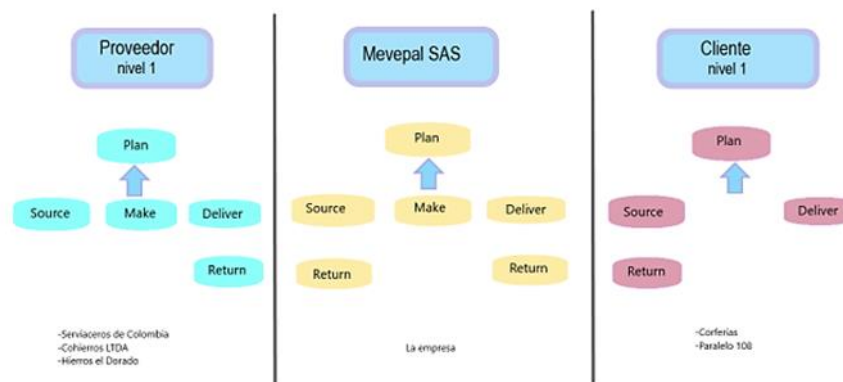 Proveedor
nivel 1
Plan
Source
Make
Deliver
Return
-Serviaceros de Colombia
-Cohierros LTDA
-Hierros el Dorado
Mevepal SAS
Plan
Source
Make
Deliver
Return
Return
La empresa
Cliente
nivel 1
Plan
Source
Deliver
Return
-Corferias
-Paralelo 108